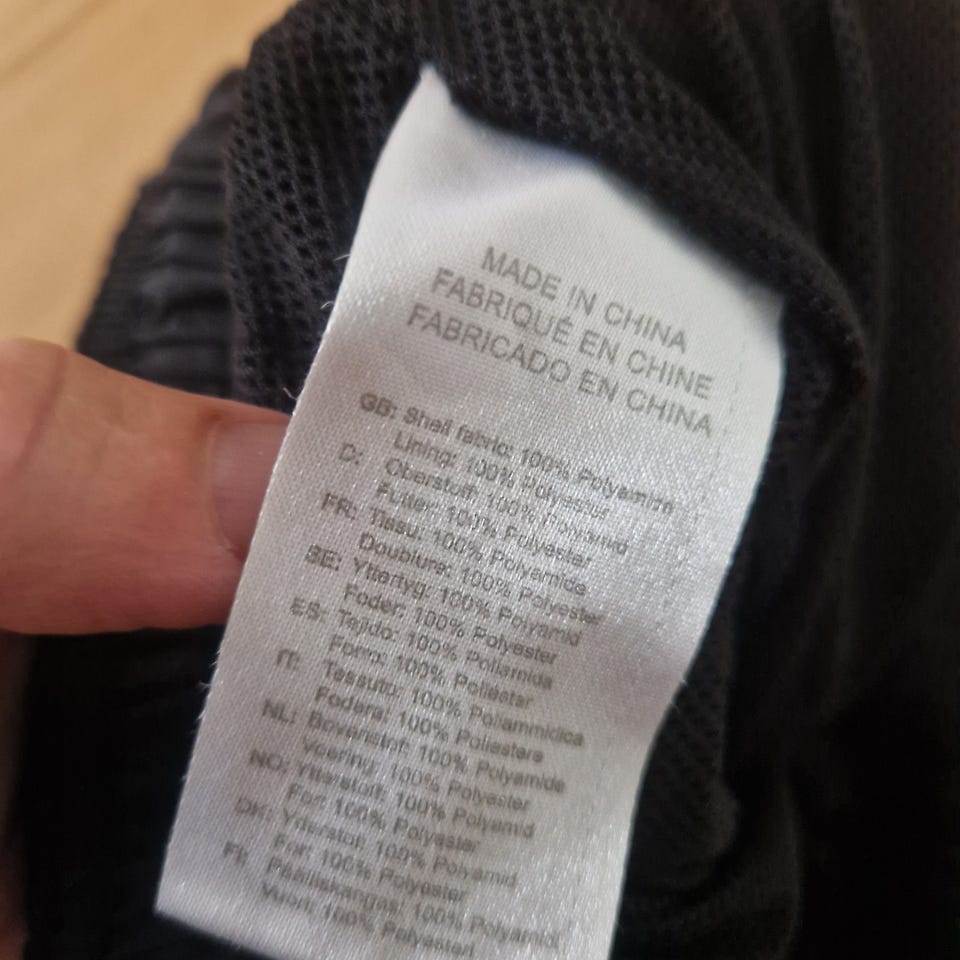 MADE IN CHINA
FABRIQUÉ EN CHINE
FABRICADO EN CHINA
GB: Shell fabric: 100% Polyamide
Lining: 100% Polyester
D: Oberstoff: 100% Polyamid
Futter: 100% Polyester
FR: Tissu: 100% Polyamide
Doublure: 100% Polyester
SE: Yttertyg: 100% Polyamid
Foder: 100% Polyester
ES: Tejido: 100% Poliamida
Forro: 100% Poliéster
IT: Tessuto: 100% Poliammidica
Fodera: 100% Poliestere
NL: Bovenstof: 100% Polyamide
Voering: 100% Polyester
NO: Ytterstoff: 100% Polyamid
For: 100% Polyester
DK: Yderstof: 100% Polyamid
For: 100% Polyester
FI: Päällikangas: 100% Polyamidi
Vuori: 100% Polyesteri